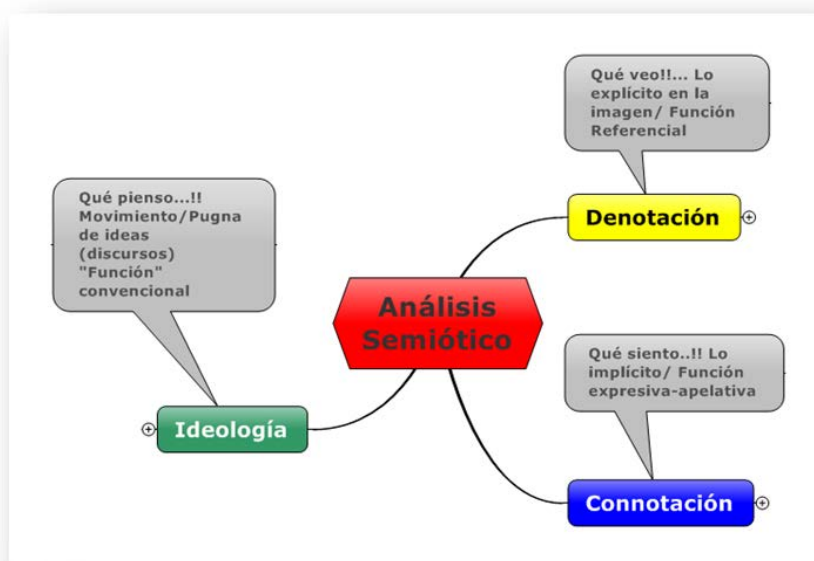 Qué veo!!... Lo
explícito en la
imagen/ Función
Referencial
Denotación
Qué pienso...!!
Movimiento/Pugna
de ideas
(discursos)
"Función"
convencional
Análisis
Semiótico
Qué siento..!! Lo
implícito/ Función
expresiva-apelativa
Ideología
Connotación